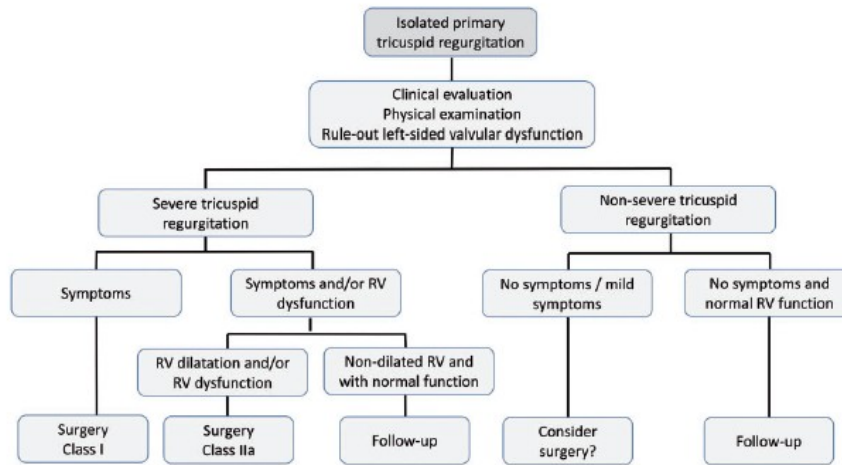 Isolated primary
tricuspid regurgitation
Clinical evaluation
Physical examination
Rule-out left-sided valvular dysfunction
Severe tricuspid
regurgitation
Non-severe tricuspid
regurgitation
Symptoms
Symptoms and/or RV
dysfunction
No symptoms / mild
symptoms
No symptoms and
normal RV function
RV dilatation and/or
RV dysfunction
Non-dilated RV and
with normal function
Surgery
Class I
Surgery
Class IIa
Follow-up
Consider
surgery?
Follow-up